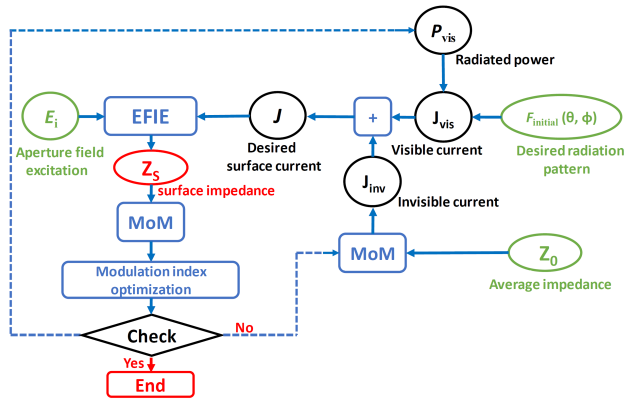 P_vis
Radiated power
E_i
EFIE
J
+
J_vis
F_initial (θ, ϕ)
Aperture field
excitation
Desired
surface current
Visible current
Desired radiation
pattern
Z_S
surface impedance
J_inv
Invisible current
MoM
MoM
Z_0
Average impedance
Modulation index
optimization
Check
No
Yes
End